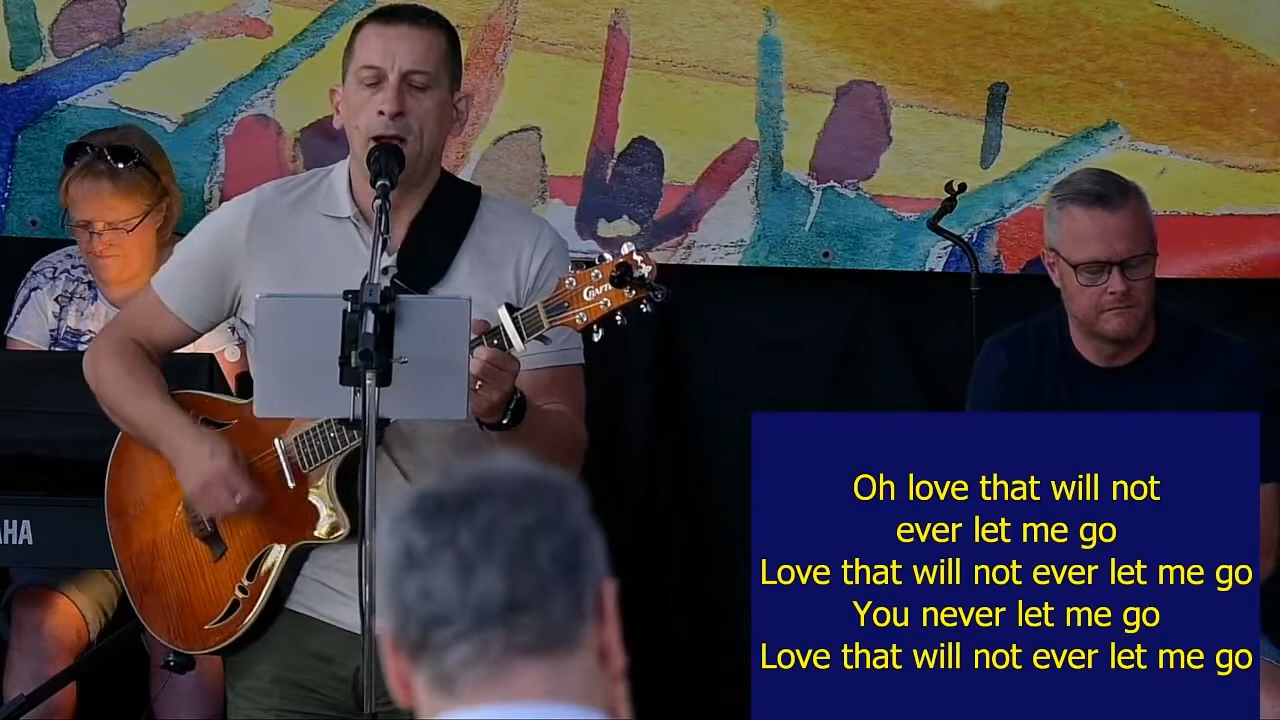 CRAFTER
AHA
Oh love that will not
ever let me go
Love that will not ever let me go
You never let me go
Love that will not ever let me go